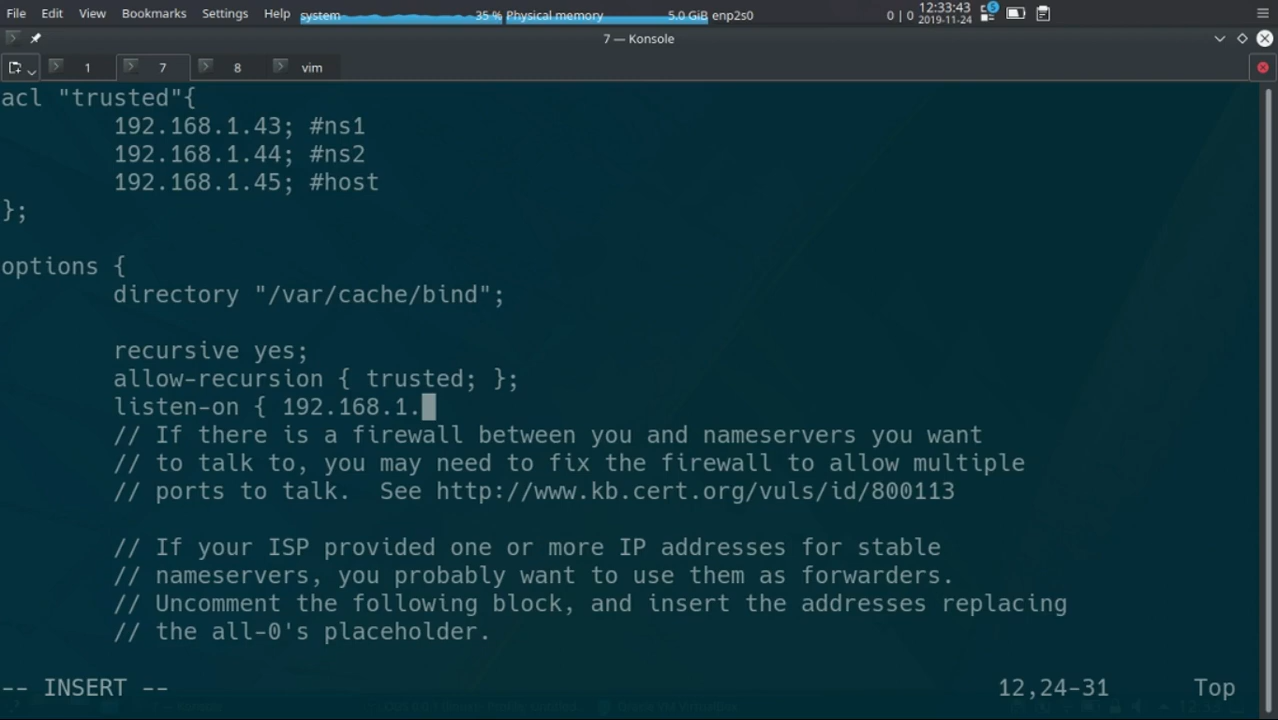 File Edit View Bookmarks Settings Help system 35 % Physical memory 5.0 GiB enp2s0 0 | 0 12:33:43
2019-11-24
5
7 — Konsole
1 7 8 vim
acl "trusted"{
192.168.1.43; #ns1
192.168.1.44; #ns2
192.168.1.45; #host
};
options {
directory "/var/cache/bind";
recursive yes;
allow-recursion { trusted; };
listen-on { 192.168.1.
// If there is a firewall between you and nameservers you want
// to talk to, you may need to fix the firewall to allow multiple
// ports to talk.  See http://www.kb.cert.org/vuls/id/800113
// If your ISP provided one or more IP addresses for stable
// nameservers, you probably want to use them as forwarders.
// Uncomment the following block, and insert the addresses replacing
// the all-0's placeholder.
-- INSERT -- 12,24-31 Top